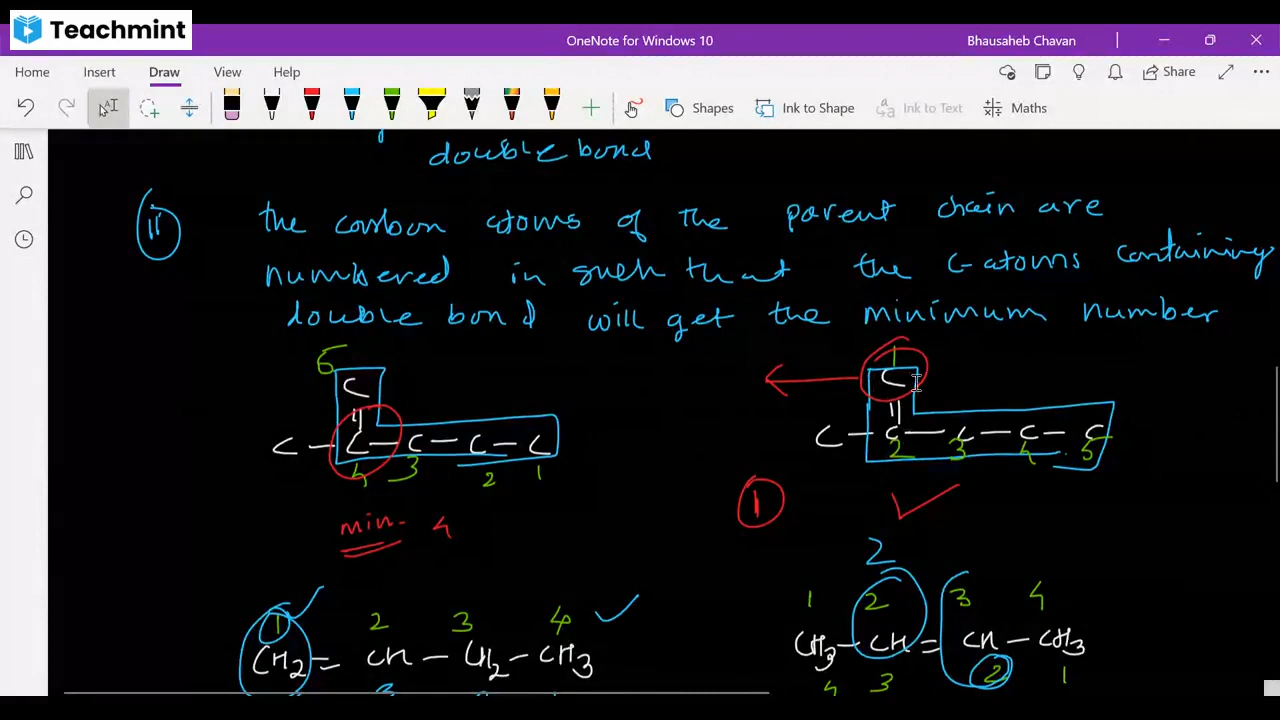 Teachmint
OneNote for Windows 10
Bhausaheb Chavan
Home Insert Draw View Help
Share
Shapes Ink to Shape Ink to Text Maths
double bond
II the carbon atoms of the parent chain are
numbered in such that the C-atoms containing
double bond will get the minimum number
5 1
C C
C - C - C - C - C C - C - C - C - C
4 3 2 1 2 3 4 5
min. 4 1
2
1 2 3 4 1 2 3 4
CH2 = CH - CH2 - CH3 CH3 - CH = CH - CH3
4 3 2 1